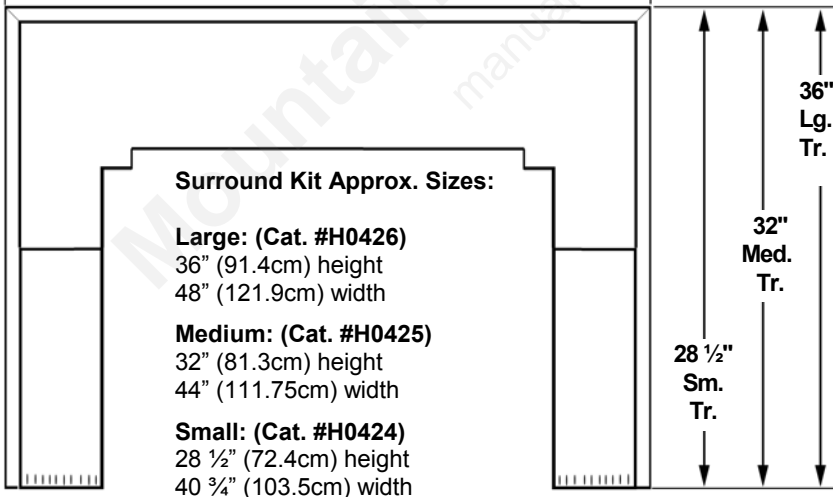 Mountain
manual
36"
Lg.
Tr.
Surround Kit Approx. Sizes:
Large: (Cat. #H0426)
36” (91.4cm) height
48” (121.9cm) width
32"
Med.
Tr.
Medium: (Cat. #H0425)
32” (81.3cm) height
44” (111.75cm) width
28 ½"
Sm.
Tr.
Small: (Cat. #H0424)
28 ½” (72.4cm) height
40 ¾” (103.5cm) width